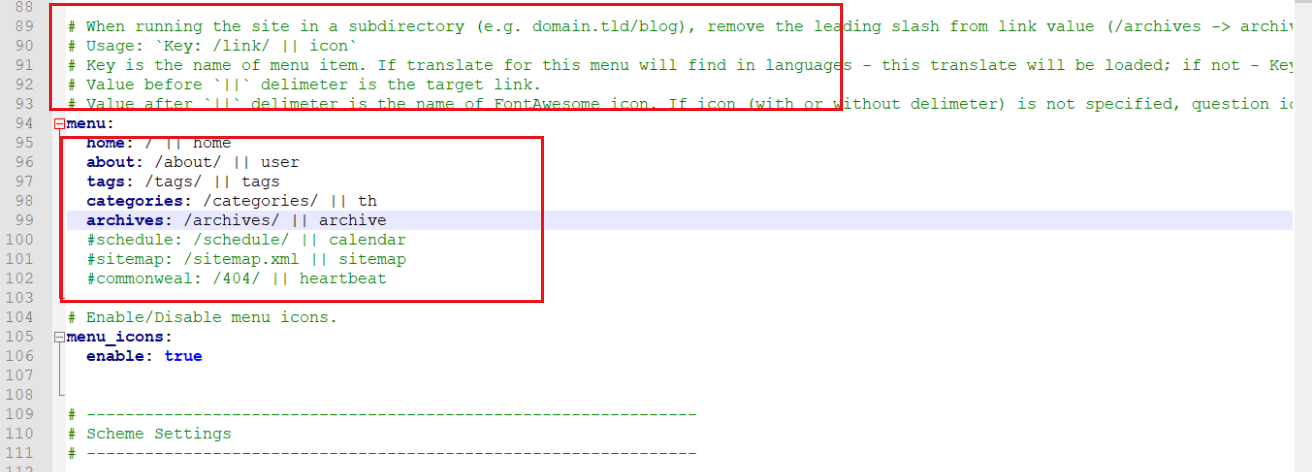 88
89 # When running the site in a subdirectory (e.g. domain.tld/blog), remove the leading slash from link value (/archives -> archiv
90 # Usage: `Key: /link/ || icon`
91 # Key is the name of menu item. If translate for this menu will find in languages - this translate will be loaded; if not - Key
92 # Value before `||` delimeter is the target link.
93 # Value after `||` delimeter is the name of FontAwesome icon. If icon (with or without delimeter) is not specified, question ic
94 menu:
95 home: / || home
96 about: /about/ || user
97 tags: /tags/ || tags
98 categories: /categories/ || th
99 archives: /archives/ || archive
100 #schedule: /schedule/ || calendar
101 #sitemap: /sitemap.xml || sitemap
102 #commonweal: /404/ || heartbeat
103
104 # Enable/Disable menu icons.
105 menu_icons:
106 enable: true
107
108
109 # ---------------------------------------------------------------
110 # Scheme Settings
111 # ---------------------------------------------------------------
112